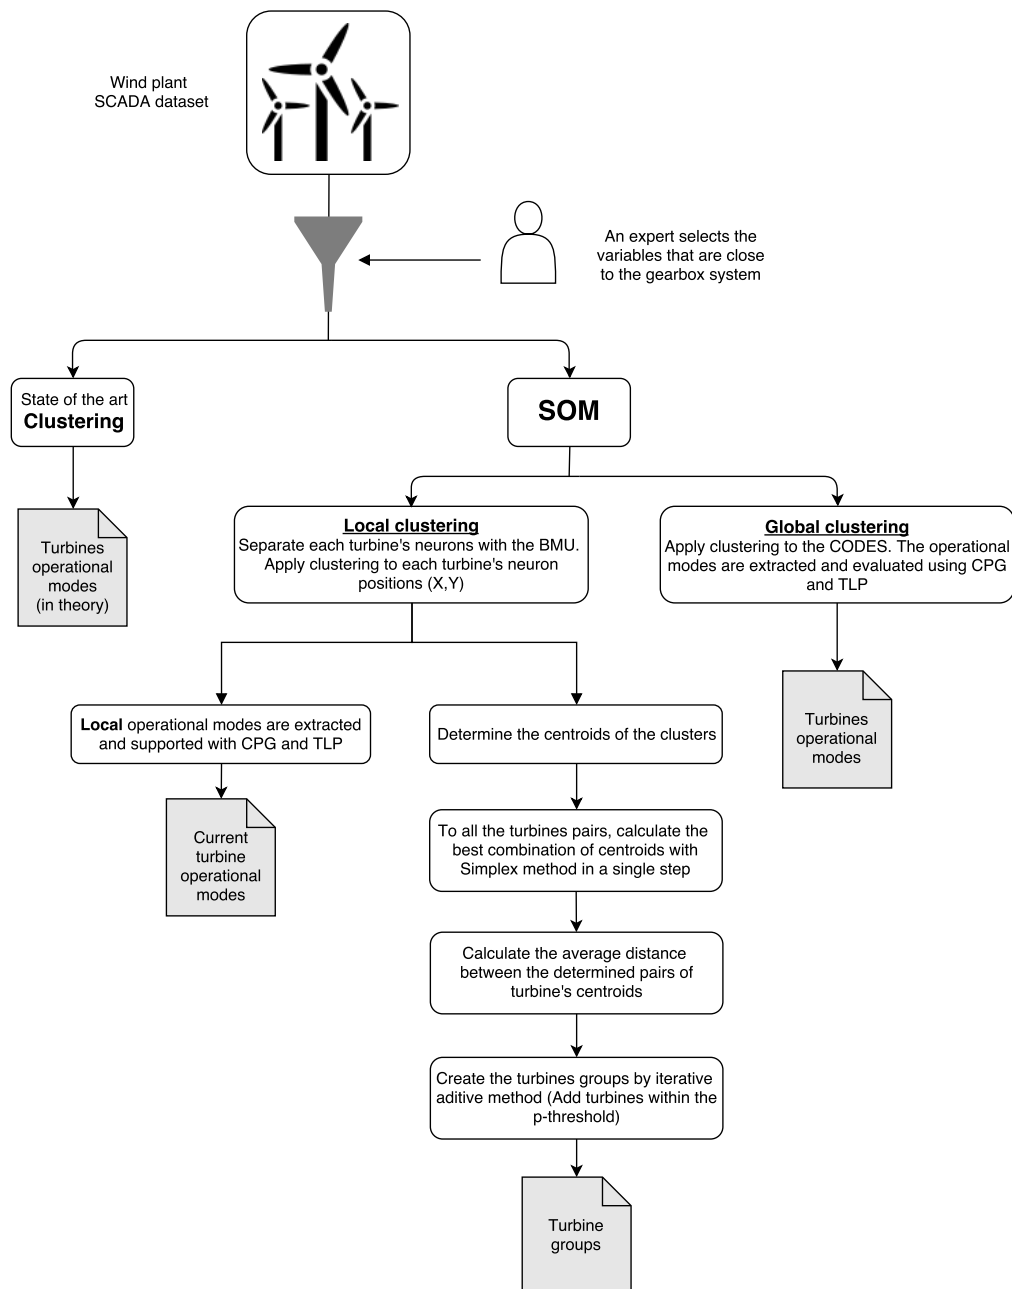 Wind plant
SCADA dataset
An expert selects the
variables that are close
to the gearbox system
State of the art
Clustering
SOM
Turbines
operational
modes
(in theory)
Local clustering
Separate each turbine's neurons with the BMU.
Apply clustering to each turbine's neuron
positions (X,Y)
Global clustering
Apply clustering to the CODES. The operational
modes are extracted and evaluated using CPG
and TLP
Local operational modes are extracted
and supported with CPG and TLP
Determine the centroids of the clusters
Turbines
operational
modes
Current
turbine
operational
modes
To all the turbines pairs, calculate the
best combination of centroids with
Simplex method in a single step
Calculate the average distance
between the determined pairs of
turbine's centroids
Create the turbines groups by iterative
aditive method (Add turbines within the
p-threshold)
Turbine
groups